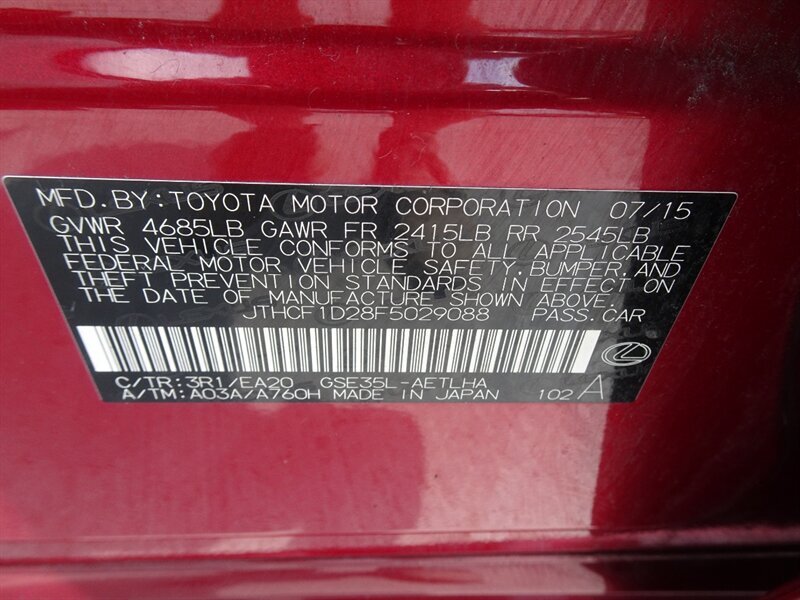 MFD. BY: TOYOTA MOTOR CORPORATION 07/15
GVWR 4685LB GAWR FR 2415LB RR 2545LB
THIS VEHICLE CONFORMS TO ALL APPLICABLE
FEDERAL MOTOR VEHICLE SAFETY, BUMPER, AND
THEFT PREVENTION STANDARDS IN EFFECT ON
THE DATE OF MANUFACTURE SHOWN ABOVE.
JTHCF1D28F5029088 PASS. CAR
C/TR: 3R1/EA20 GSE35L-AETLHA
A/TM: A03A/A760H MADE IN JAPAN 102 A